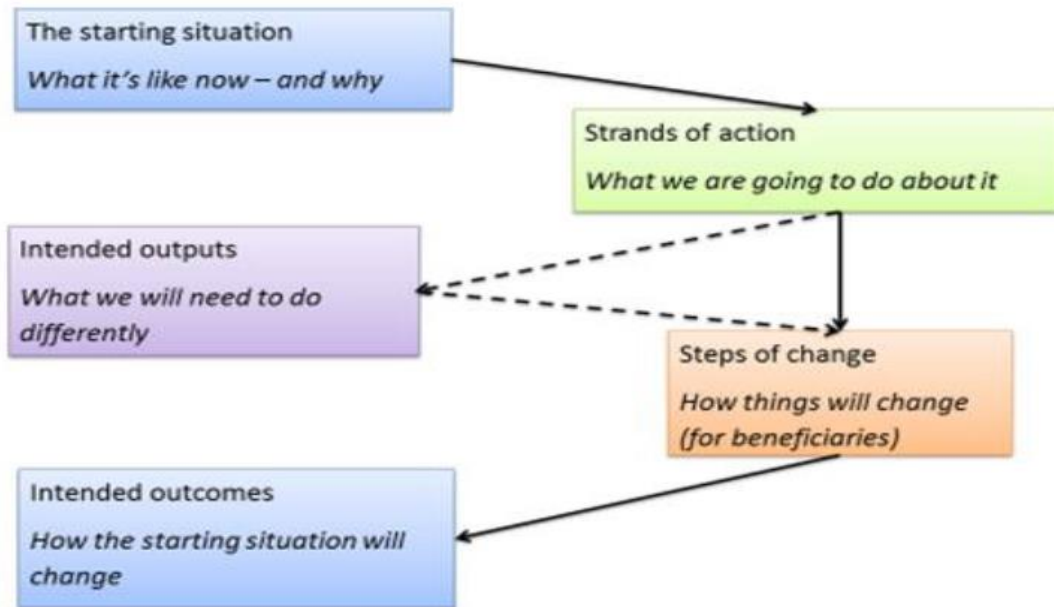 The starting situation
What it's like now – and why
Strands of action
What we are going to do about it
Intended outputs
What we will need to do
differently
Steps of change
How things will change
(for beneficiaries)
Intended outcomes
How the starting situation will
change